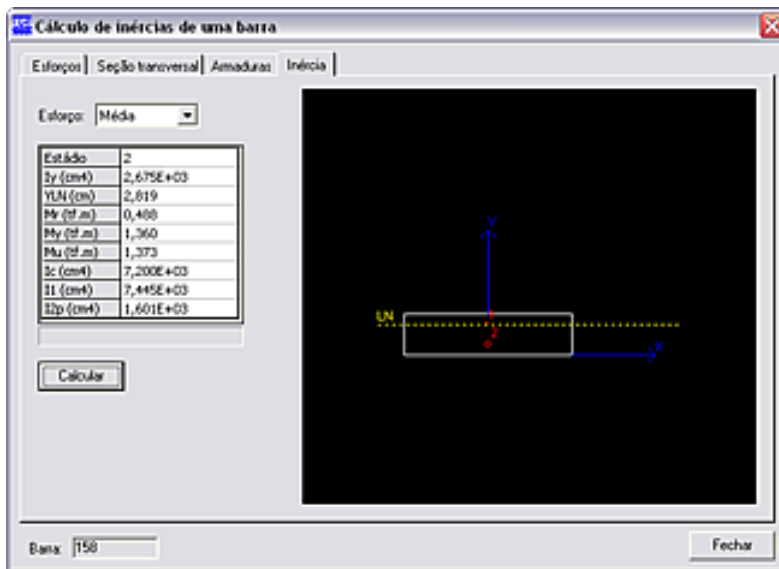 Cálculo de inércias de uma barra
Esforços Seção transversal Armaduras Inércia
Esforço: Média
Estádio 2
Iy (cm4) 2,675E+03
YLN (cm) 2,819
Mr (tf.m) 0,488
My (tf.m) 1,360
Mu (tf.m) 1,373
Ic (cm4) 7,200E+03
I1 (cm4) 7,445E+03
I2p (cm4) 1,601E+03
Calcular
Y
LN
1
2
X
Barra: 158
Fechar